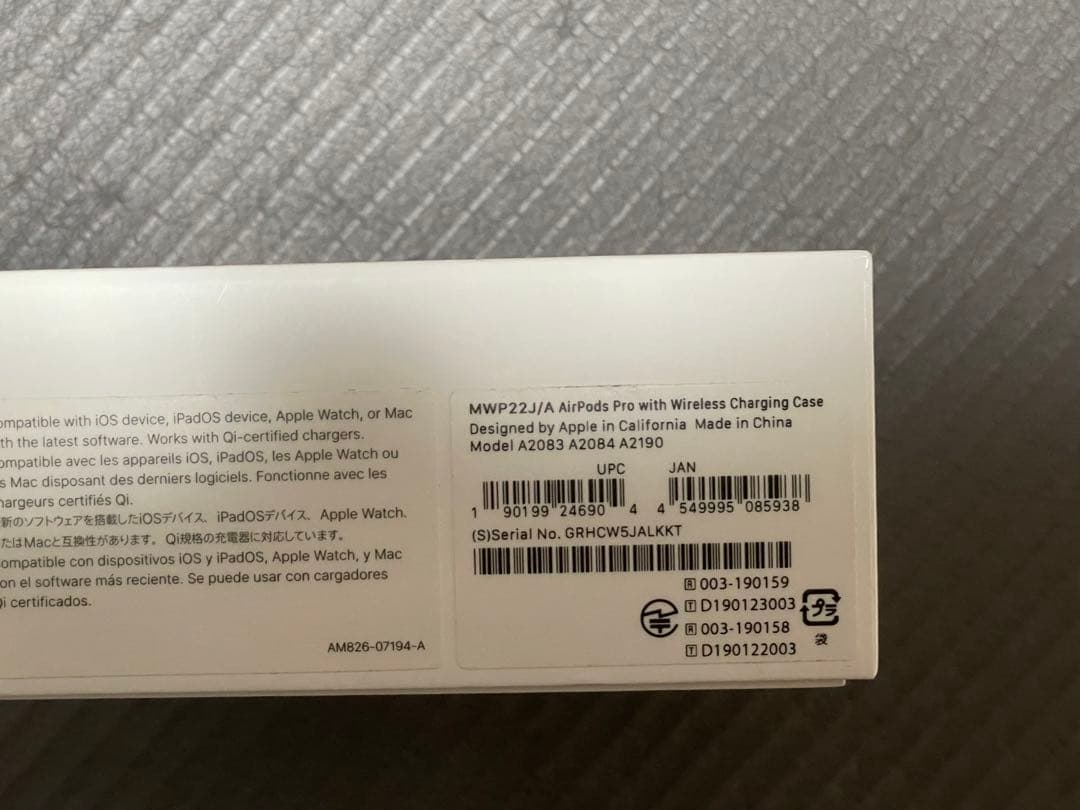 ompatible with iOS device, iPadOS device, Apple Watch, or Mac
th the latest software. Works with Qi-certified chargers.
ompatible avec les appareils iOS, iPadOS, les Apple Watch ou
s Mac disposant des derniers logiciels. Fonctionne avec les
hargeurs certifiés Qi.
新のソフトウェアを搭載したiOSデバイス、iPadOSデバイス、Apple Watch、
たはMacと互換性があります。Qi規格の充電器に対応しています。
ompatible con dispositivos iOS y iPadOS, Apple Watch, y Mac
on el software más reciente. Se puede usar con cargadores
Qi certificados.
AM826-07194-A
MWP22J/A AirPods Pro with Wireless Charging Case
Designed by Apple in California Made in China
Model A2083 A2084 A2190
UPC JAN
1 90199 24690 4 4 549995 085938
(S)Serial No. GRHCW5JALKKT
R 003-190159
T D190123003
R 003-190158
T D190122003
プラ
袋